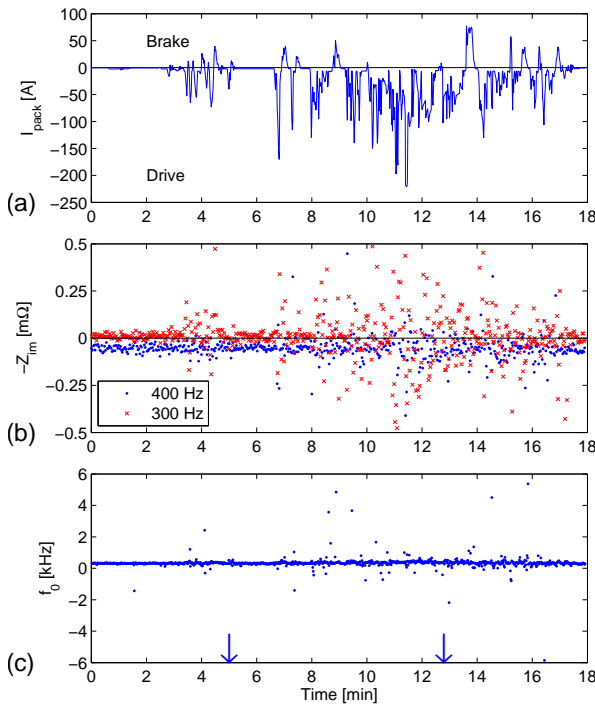 100
50
0
−50
−100
−150
−200
−250
I_pack [A]
Brake
Drive
(a)
0 2 4 6 8 10 12 14 16 18
0.5
0.25
0
−0.25
−0.5
−Z_im [mΩ]
400 Hz
300 Hz
(b)
0 2 4 6 8 10 12 14 16 18
6
4
2
0
−2
−4
−6
f_0 [kHz]
(c)
0 2 4 6 8 10 12 14 16 18
Time [min]